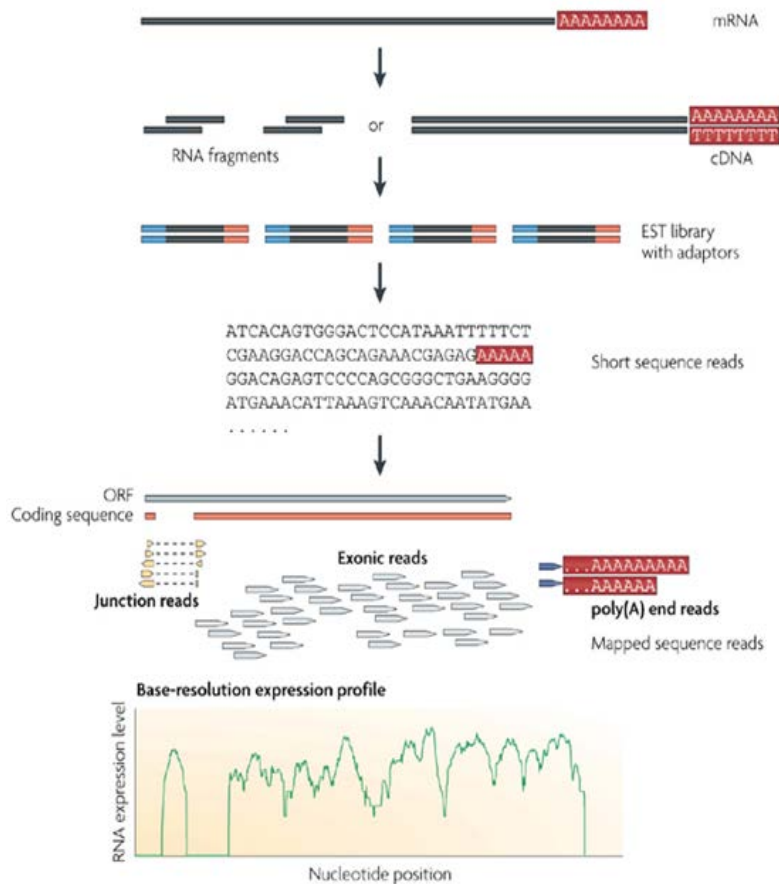 AAAAAAAA mRNA
AAAAAAAA
or
TTTTTTTT
RNA fragments cDNA
EST library
with adaptors
ATCACAGTGGGACTCCATAAATTTTTCT
CGAAGGACCAGCAGAAACGAGAGAAAAA
Short sequence reads
GGACAGAGTCCCCAGCGGGCTGAAGGGG
ATGAAACATTAAAGTCAAACAATATGAA
. . . . . .
ORF
Coding sequence
Exonic reads
...AAAAAAAAA
...AAAAAA
Junction reads
poly(A) end reads
Mapped sequence reads
Base-resolution expression profile
RNA expression level
Nucleotide position